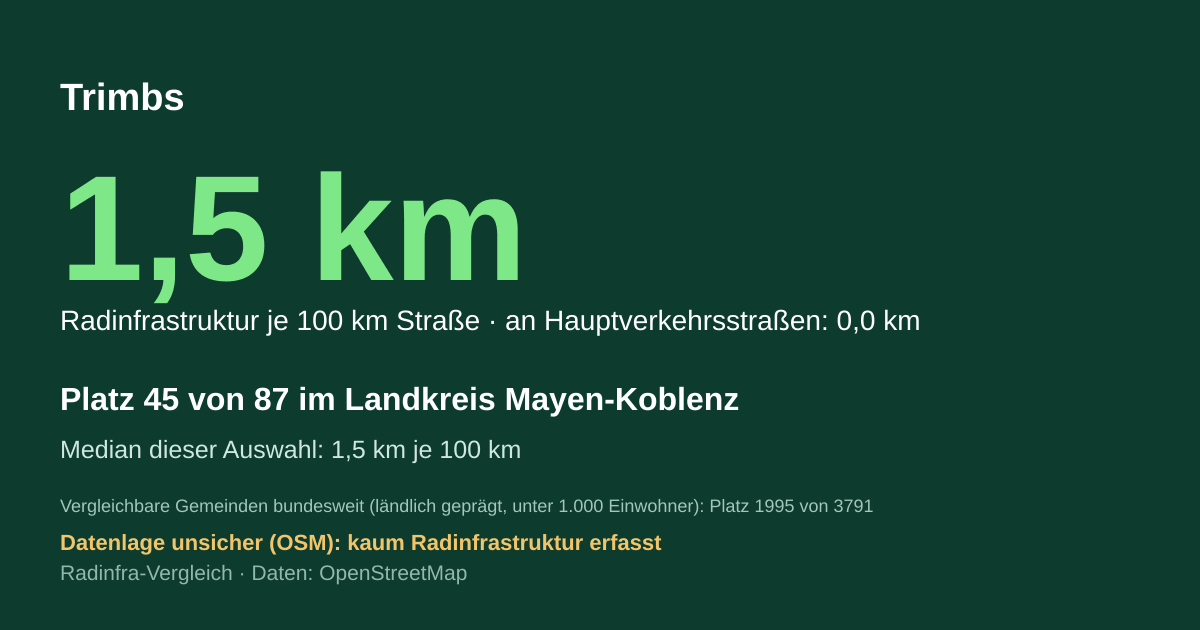 Trimbs
1,5 km
Radinfrastruktur je 100 km Straße · an Hauptverkehrsstraßen: 0,0 km
Platz 45 von 87 im Landkreis Mayen-Koblenz
Median dieser Auswahl: 1,5 km je 100 km
Vergleichbare Gemeinden bundesweit (ländlich geprägt, unter 1.000 Einwohner): Platz 1995 von 3791
Datenlage unsicher (OSM): kaum Radinfrastruktur erfasst
Radinfra-Vergleich · Daten: OpenStreetMap